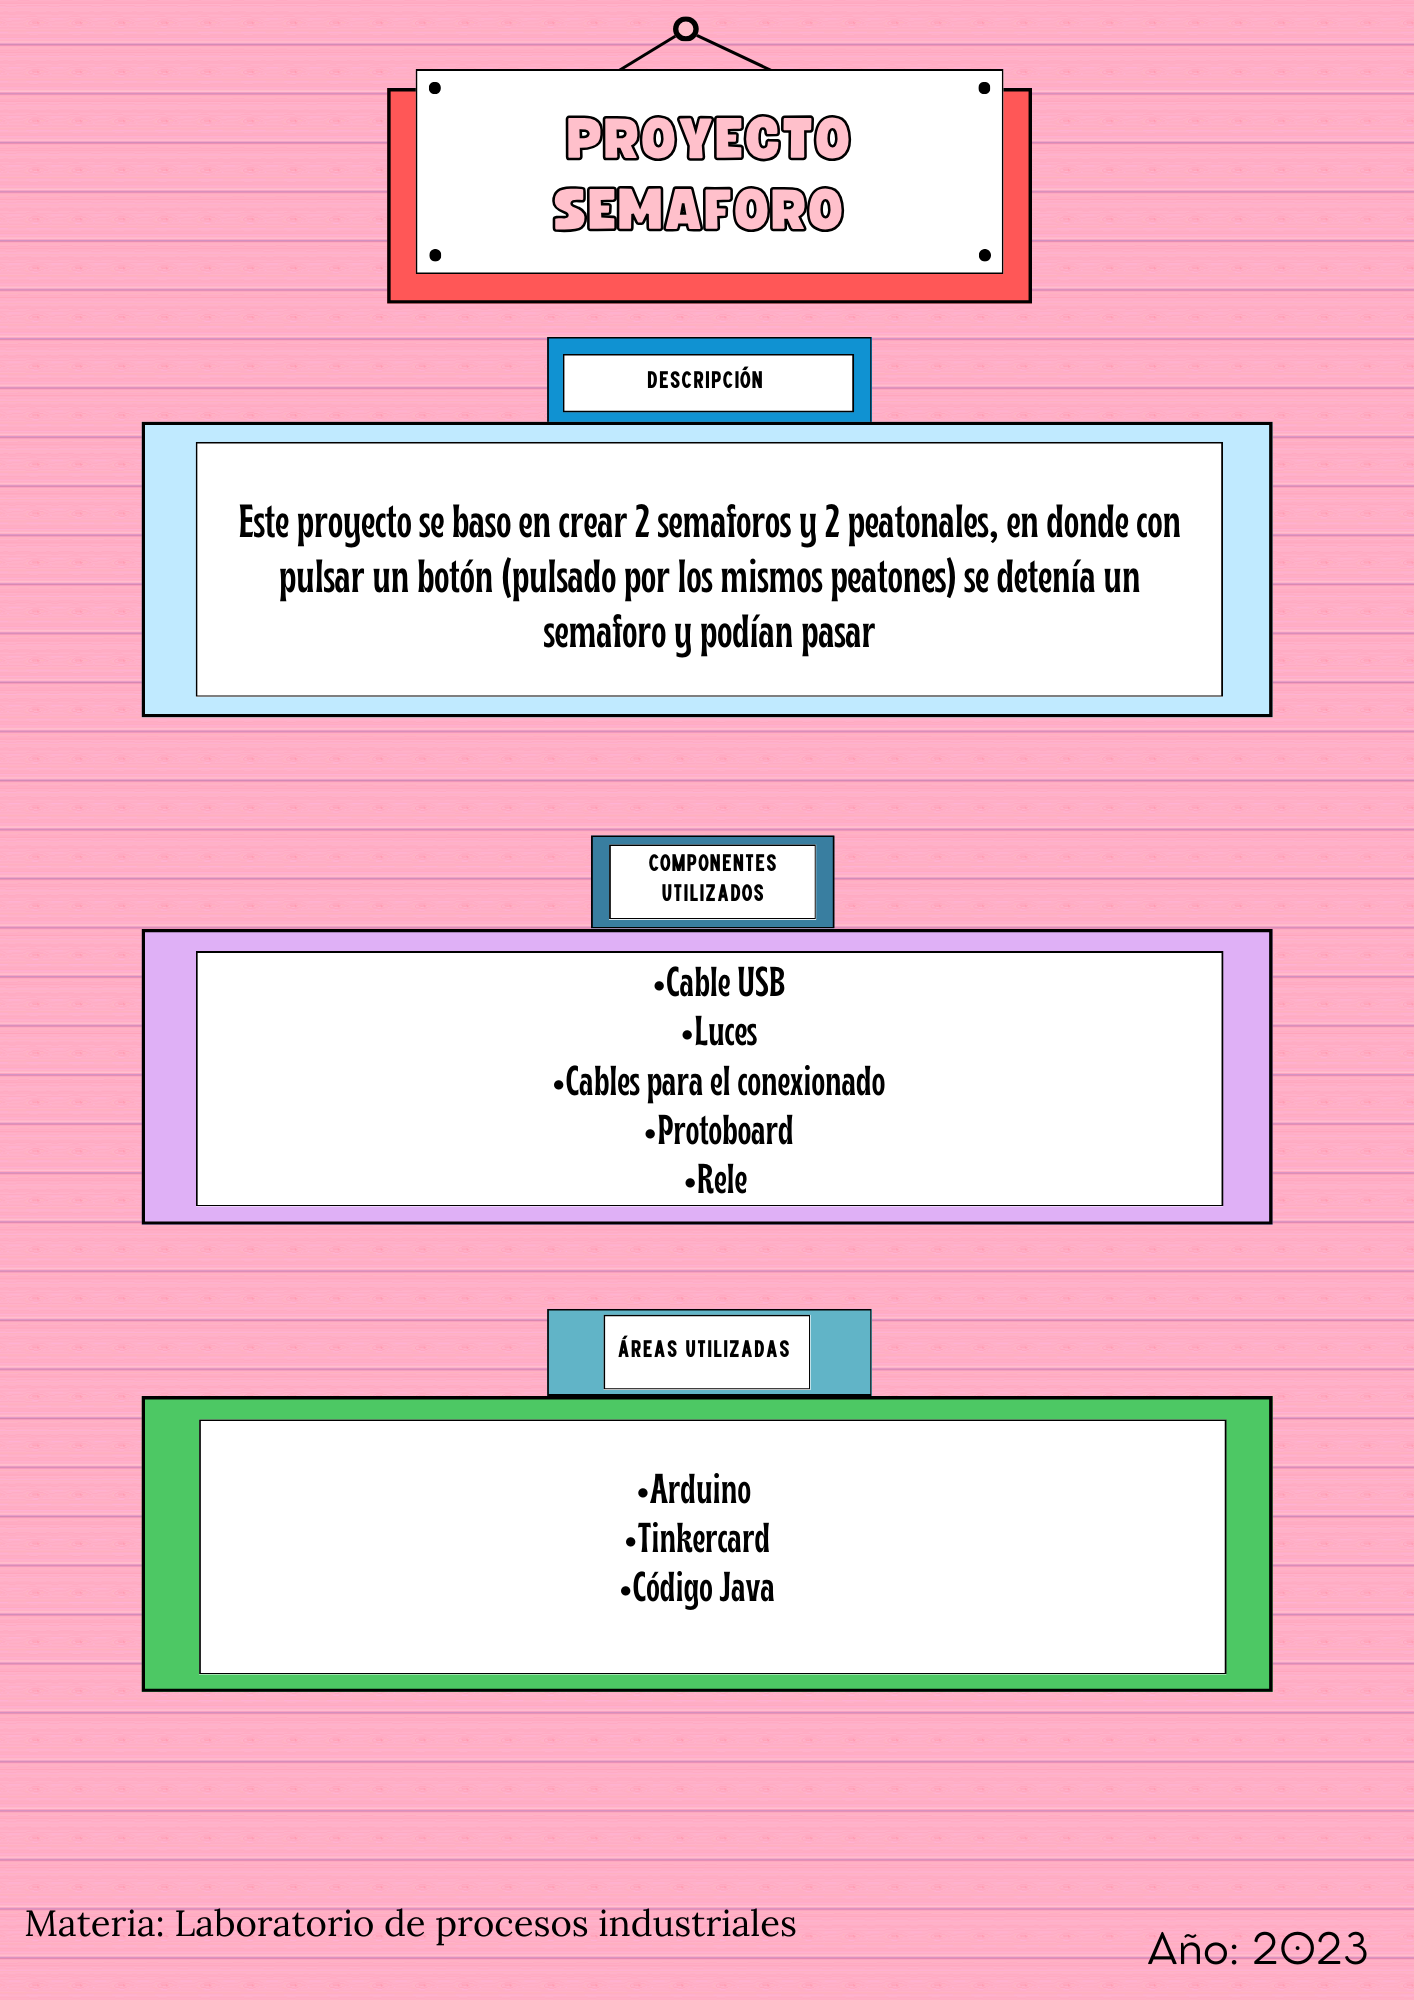 PROYECTO
SEMAFORO
DESCRIPCIÓN
Este proyecto se baso en crear 2 semaforos y 2 peatonales, en donde con
pulsar un botón (pulsado por los mismos peatones) se detenía un
semaforo y podían pasar
COMPONENTES
UTILIZADOS
•Cable USB
•Luces
•Cables para el conexionado
•Protoboard
•Rele
ÁREAS UTILIZADAS
•Arduino
•Tinkercard
•Código Java
Materia: Laboratorio de procesos industriales
Año: 2023